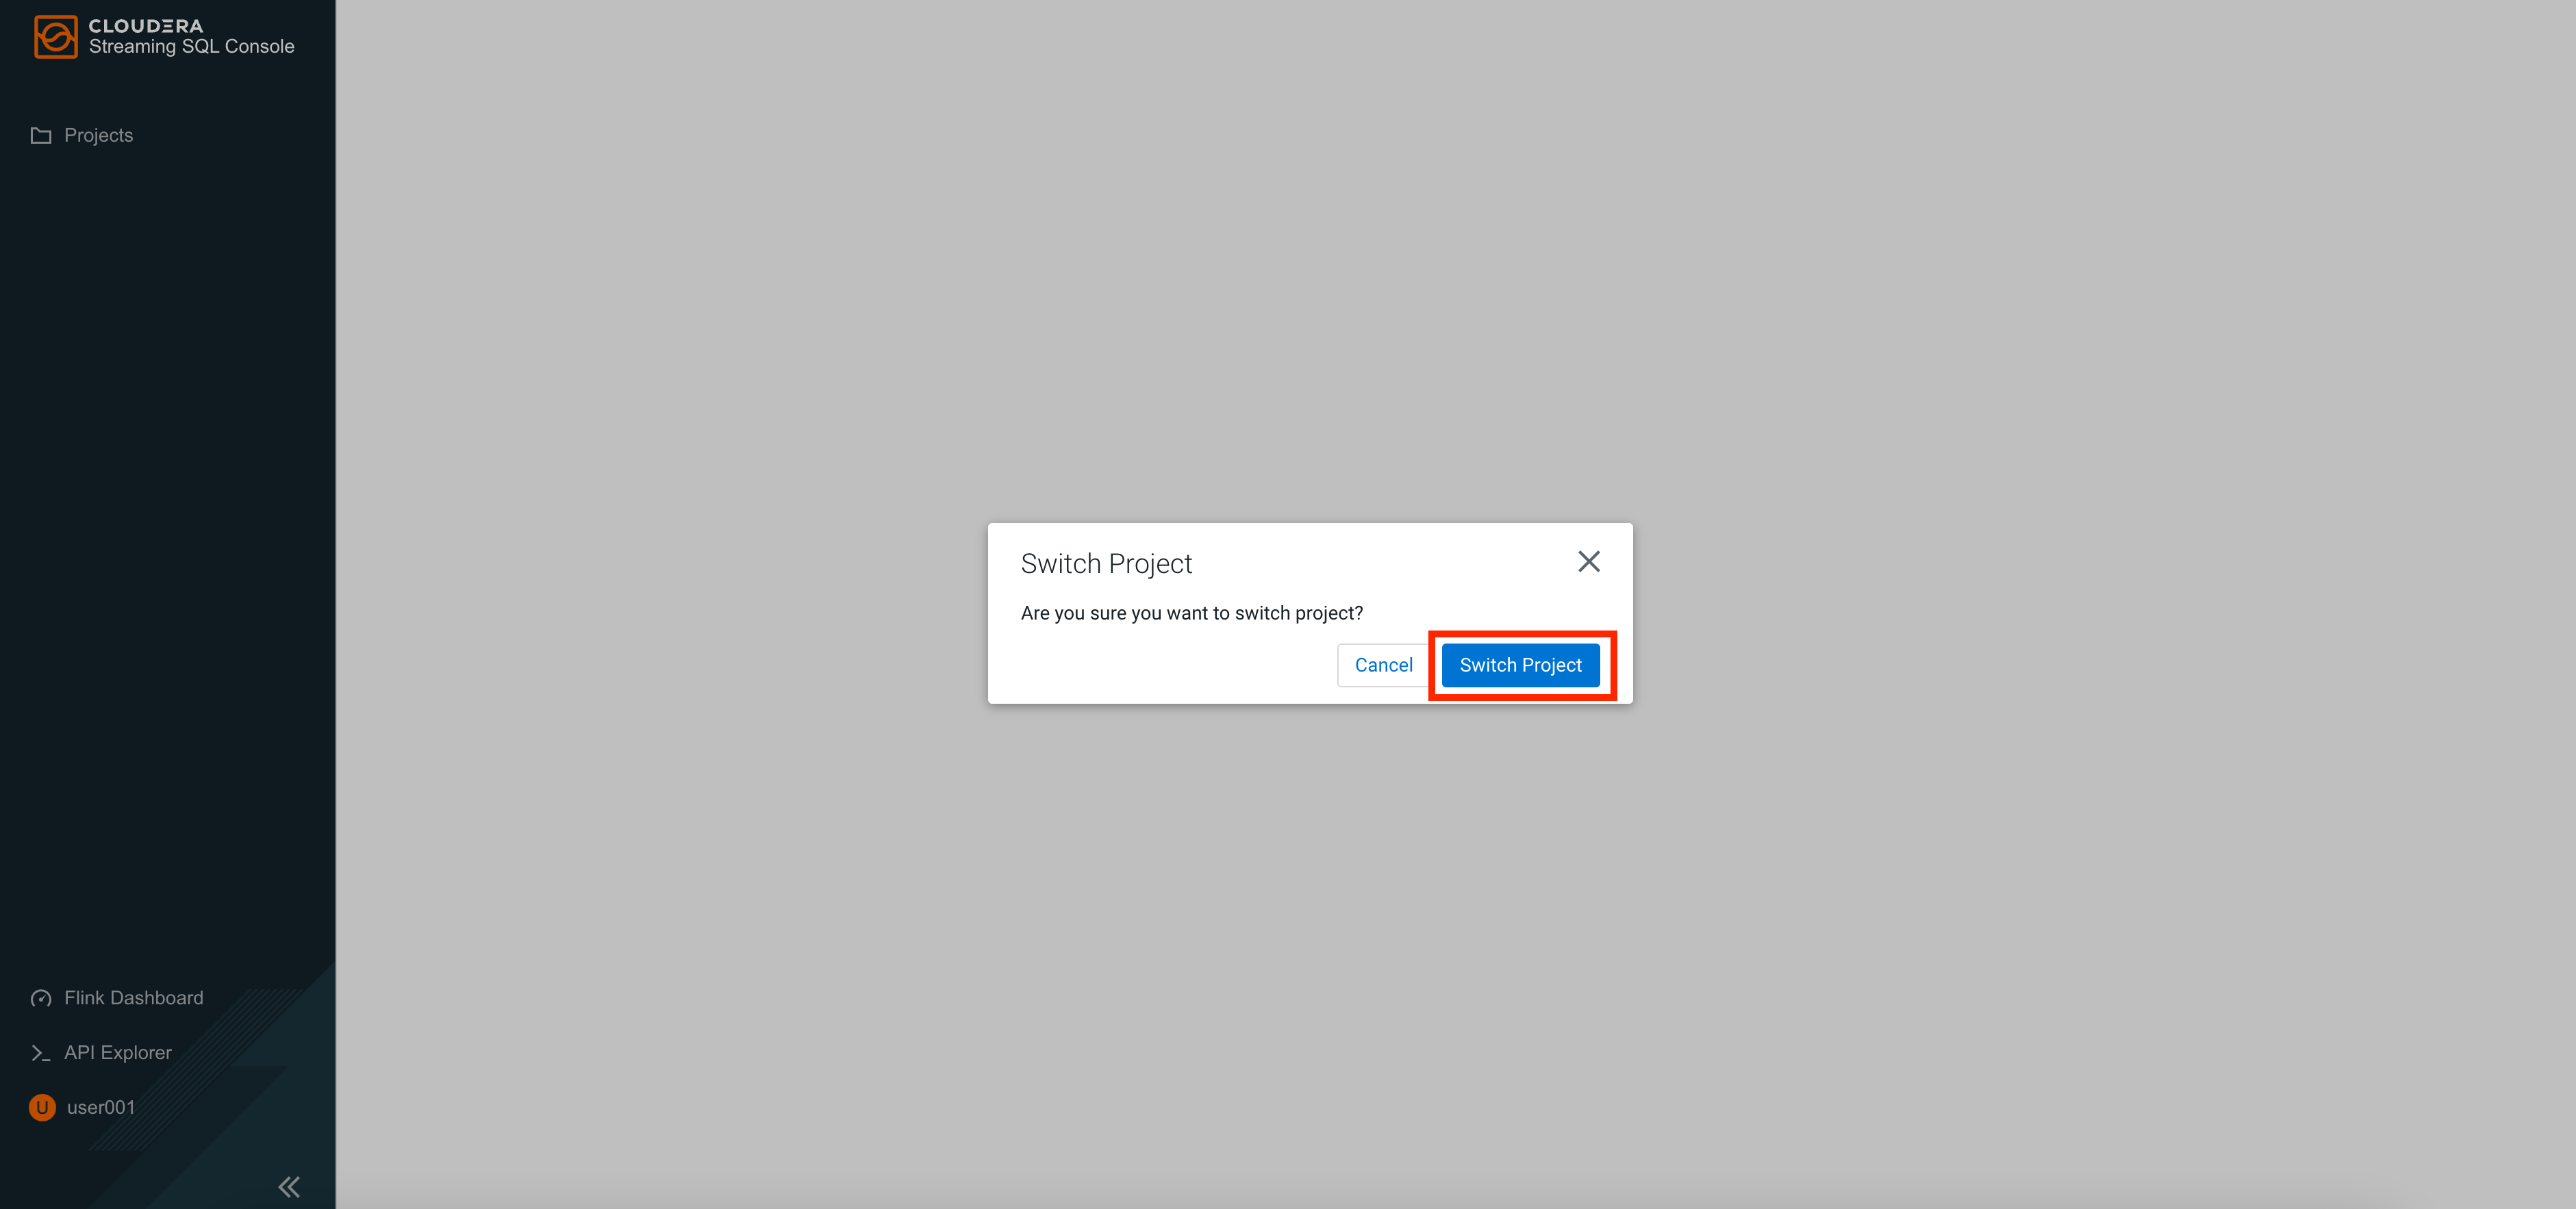 CLOUDERA
Streaming SQL Console
Projects
Switch Project
Are you sure you want to switch project?
Cancel
Switch Project
Flink Dashboard
API Explorer
U
user001